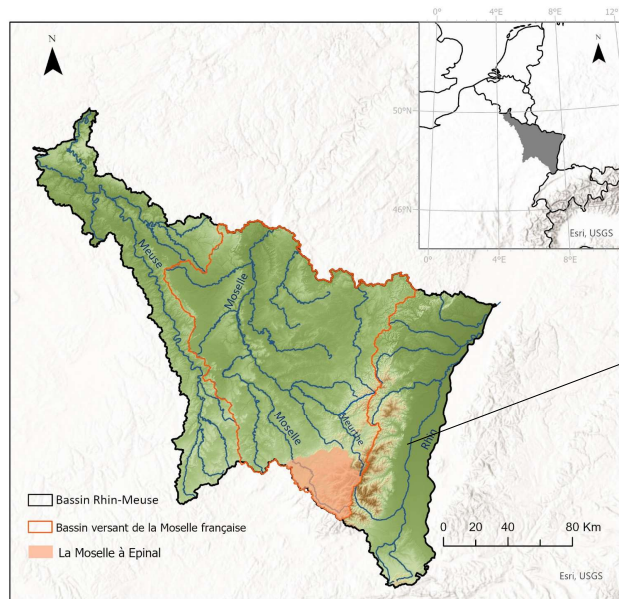 0°
4°E
8°E
12°
N
N
50°N
46°N
Esri, USGS
0°
4°E
8°E
Meuse
Moselle
Moselle
Meurthe
Rhin
Bassin Rhin-Meuse
Bassin versant de la Moselle française
La Moselle à Epinal
0 20 40 80 Km
Esri, USGS